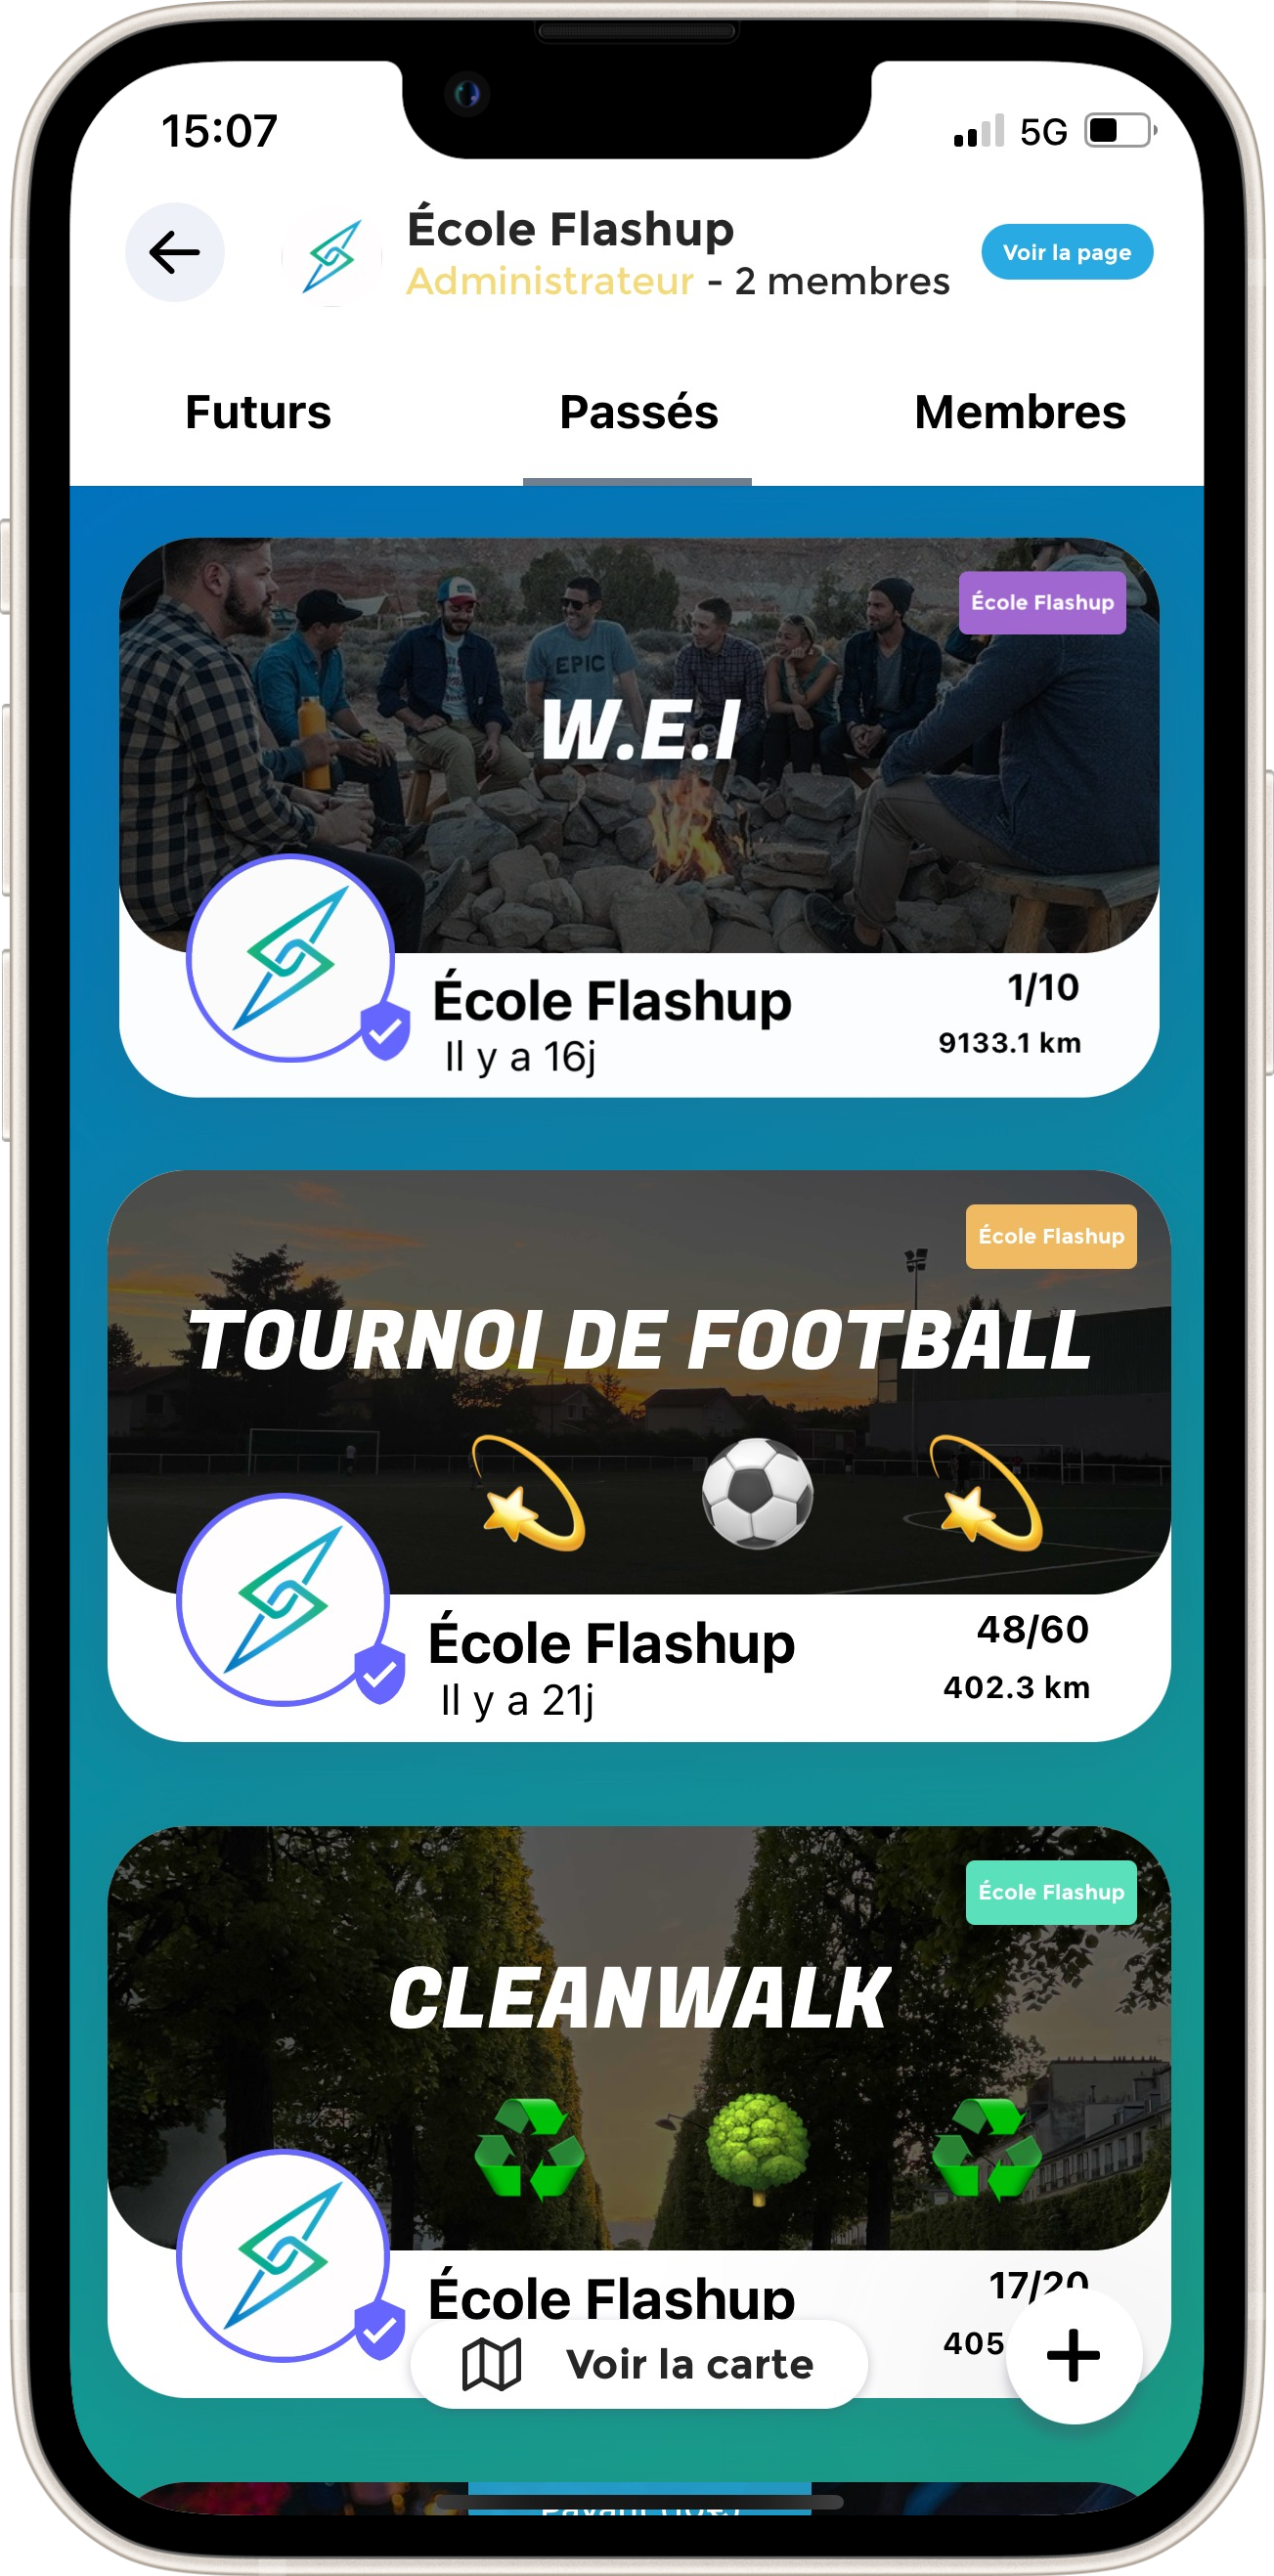 15:07
5G
École Flashup
Administrateur - 2 membres
Voir la page
Futurs
Passés
Membres
École Flashup
EPIC
W.E.I
École Flashup
1/10
Il y a 16j
9133.1 km
École Flashup
TOURNOI DE FOOTBALL
École Flashup
48/60
Il y a 21j
402.3 km
École Flashup
CLEANWALK
École Flashup
17/20
405
Voir la carte